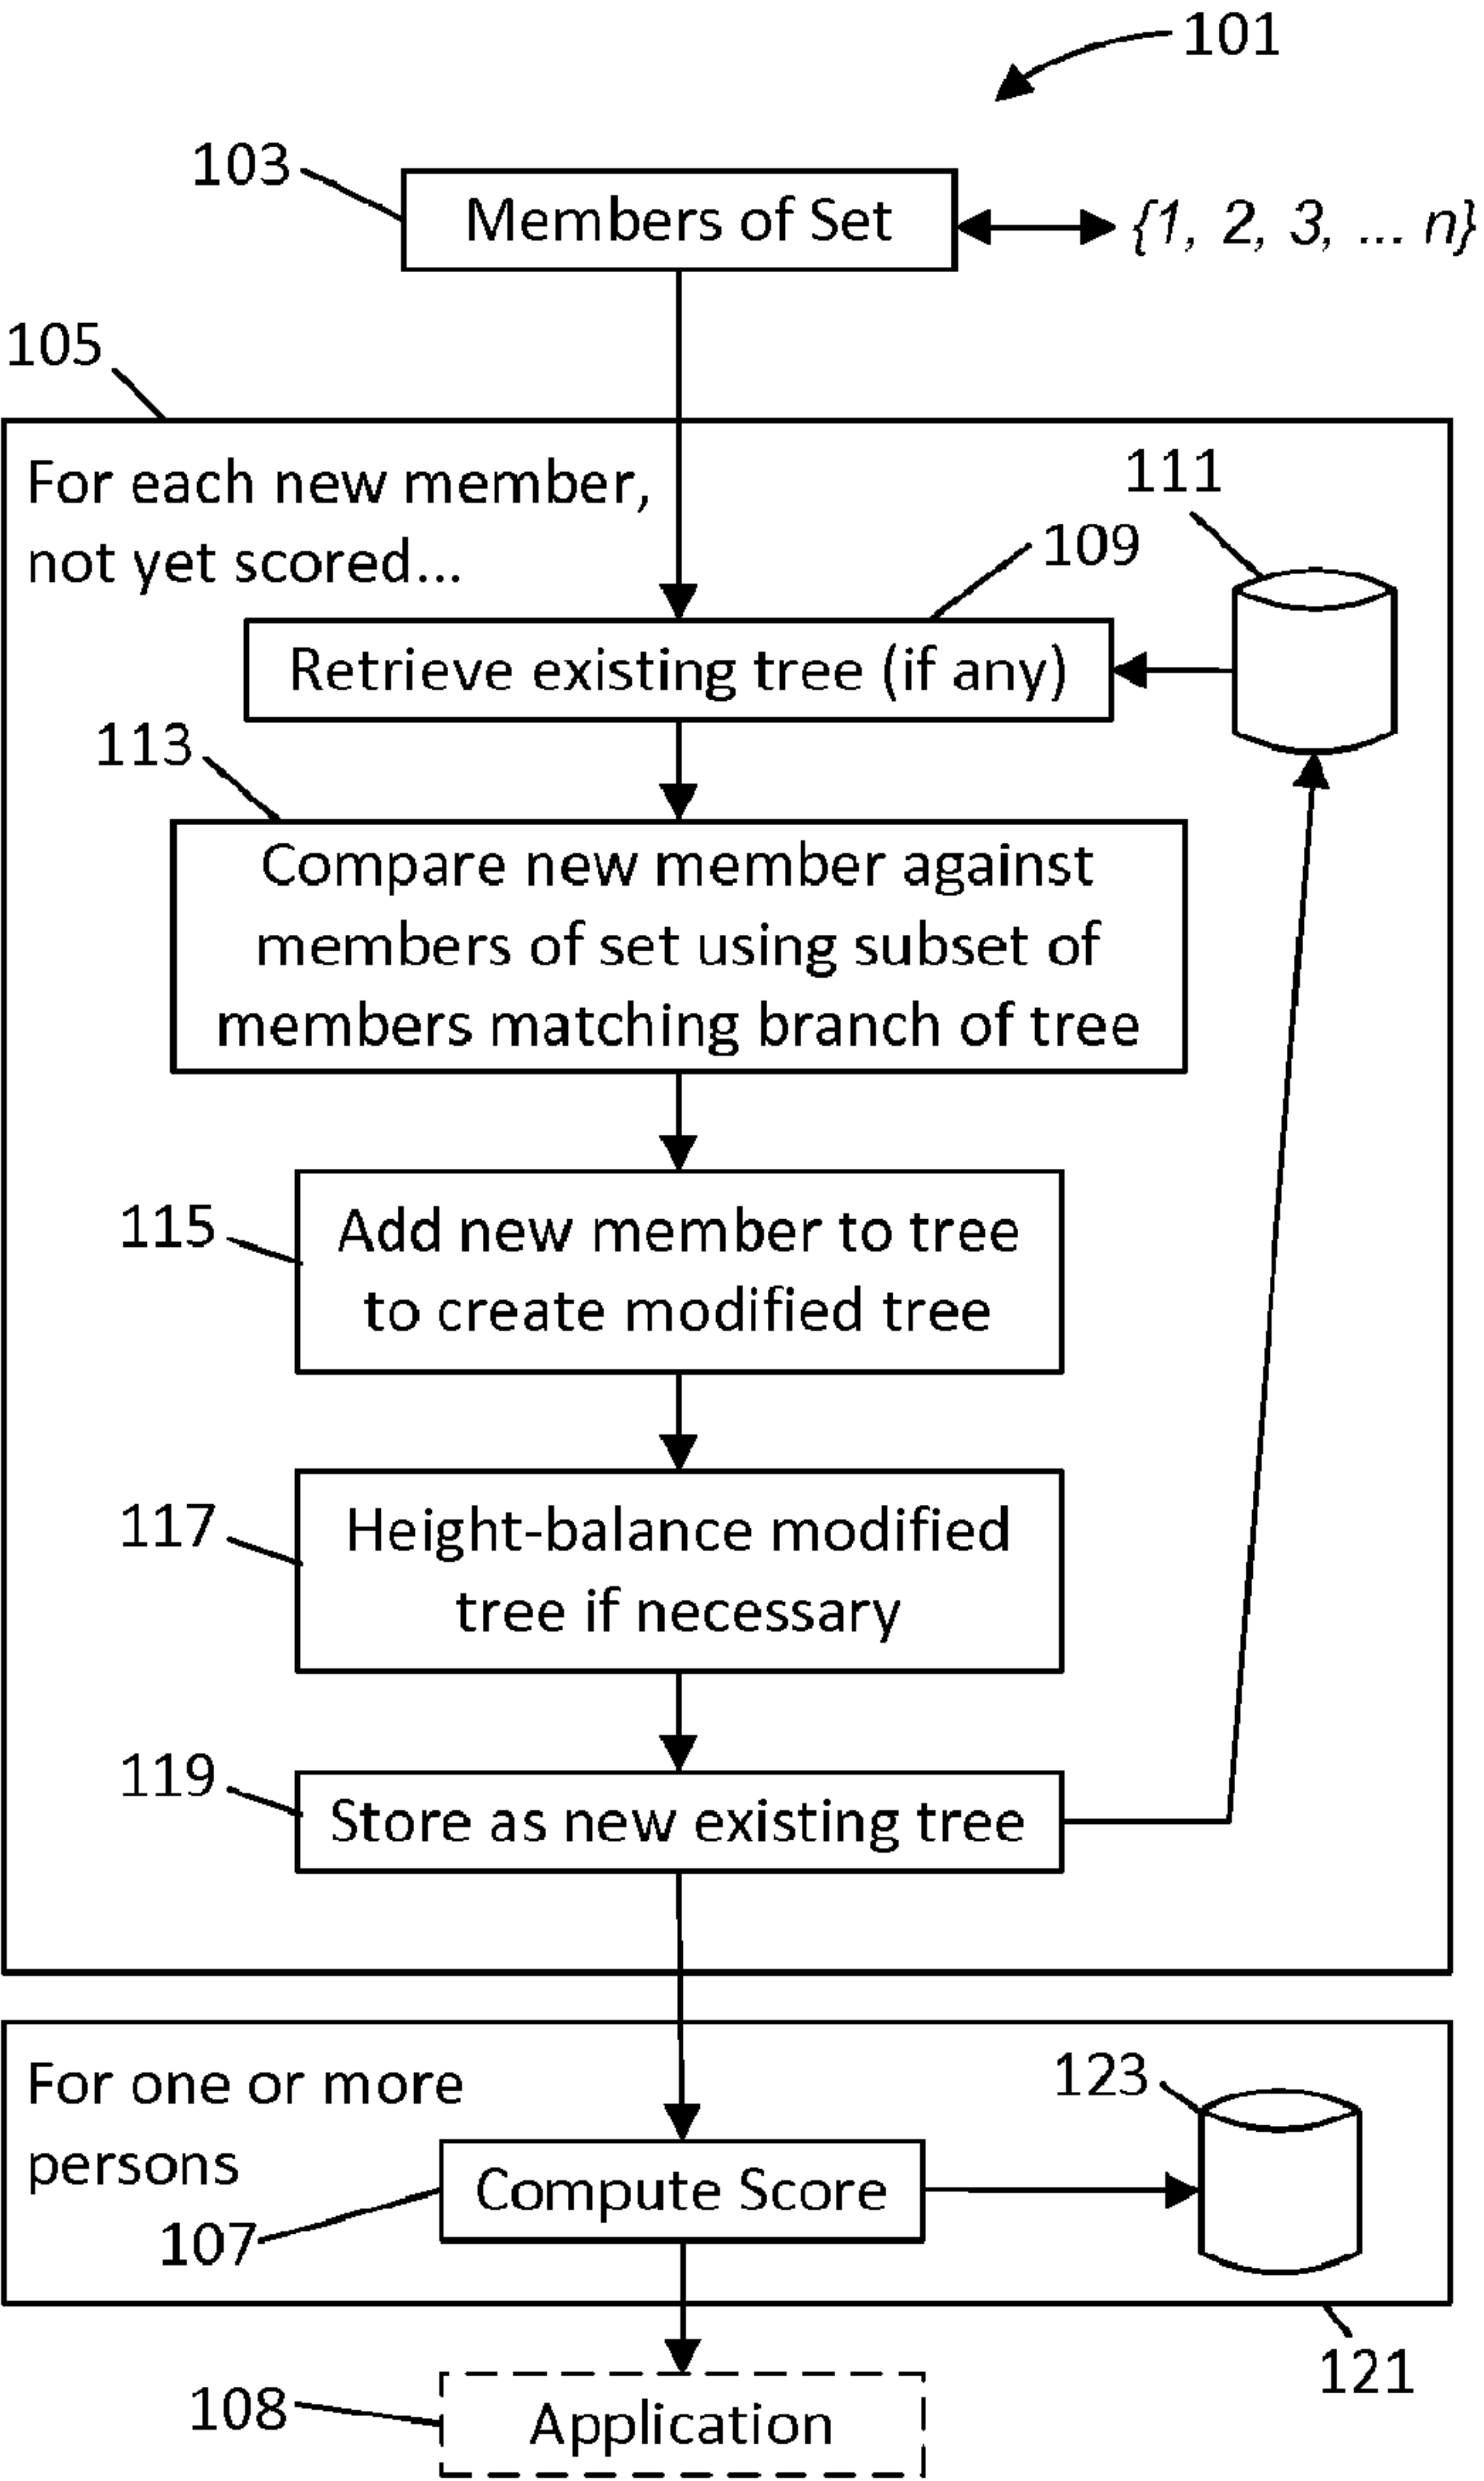 101
103
Members of Set
{1, 2, 3, ... n}
105
For each new member,
not yet scored...
111
109
Retrieve existing tree (if any)
113
Compare new member against
members of set using subset of
members matching branch of tree
115
Add new member to tree
to create modified tree
117
Height-balance modified
tree if necessary
119
Store as new existing tree
For one or more
persons
123
Compute Score
107
121
108
Application